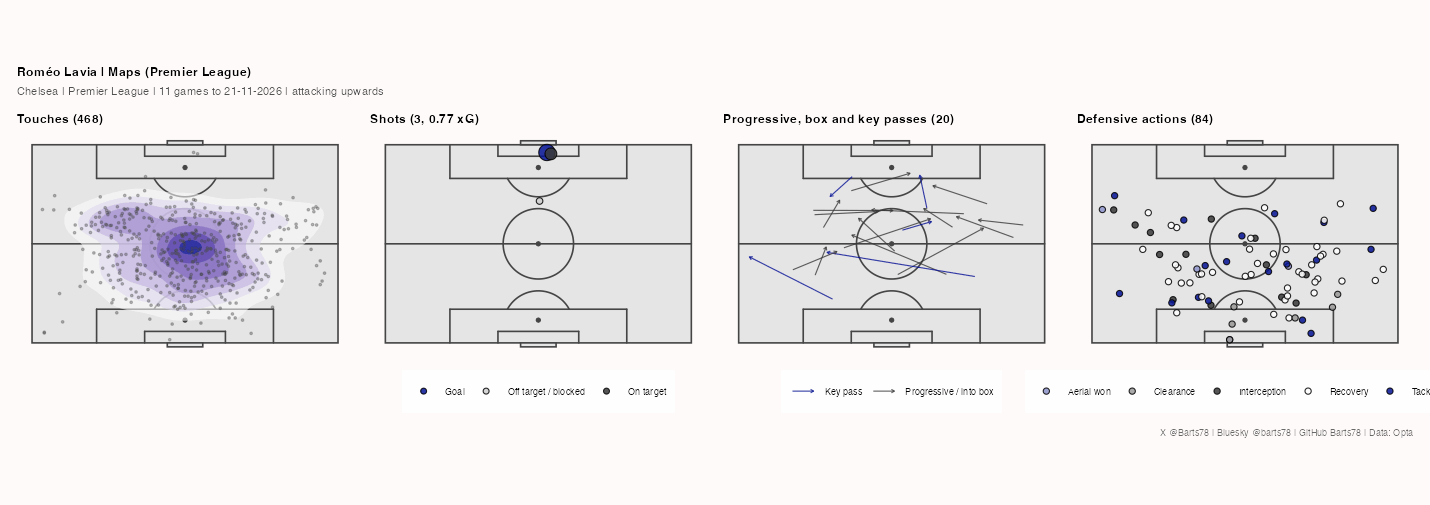 Roméo Lavia | Maps (Premier League)
Chelsea | Premier League | 11 games to 21-11-2026 | attacking upwards
Touches (468)
Shots (3, 0.77 xG)
Progressive, box and key passes (20)
Defensive actions (84)
Goal
Off target / blocked
On target
Key pass
Progressive / into box
Aerial won
Clearance
Interception
Recovery
Tack
X @Barts78 | Bluesky @barts78 | GitHub Barts78 | Data: Opta